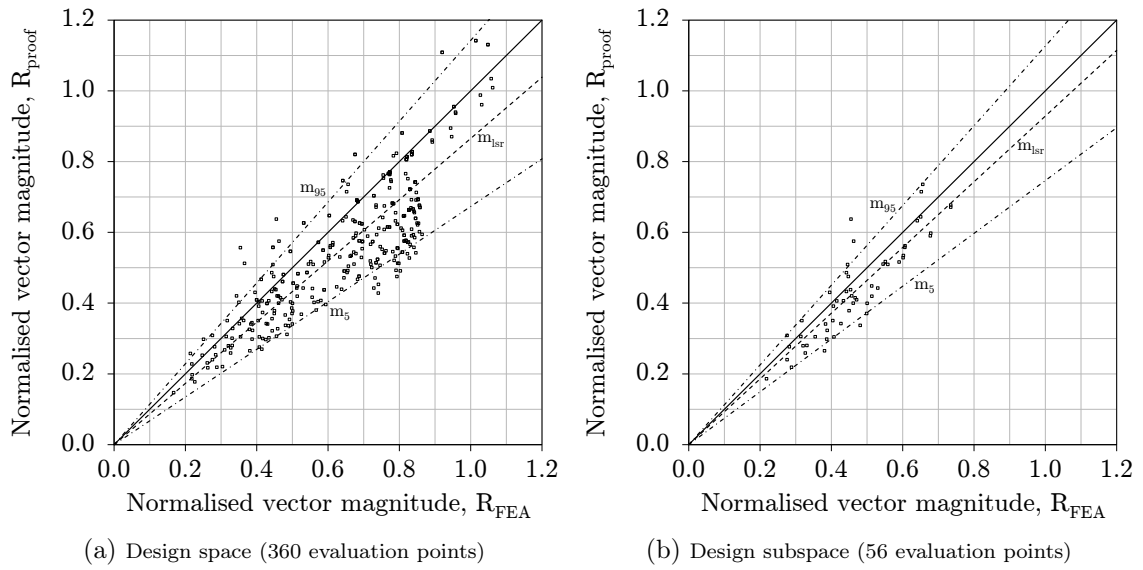 1.2
1.0
0.8
0.6
0.4
0.2
0.0
Normalised vector magnitude, R_proof
m_95
m_lsr
m_5
0.0 0.2 0.4 0.6 0.8 1.0 1.2
Normalised vector magnitude, R_FEA
(a) Design space (360 evaluation points)
1.2
1.0
0.8
0.6
0.4
0.2
0.0
Normalised vector magnitude, R_proof
m_95
m_lsr
m_5
0.0 0.2 0.4 0.6 0.8 1.0 1.2
Normalised vector magnitude, R_FEA
(b) Design subspace (56 evaluation points)